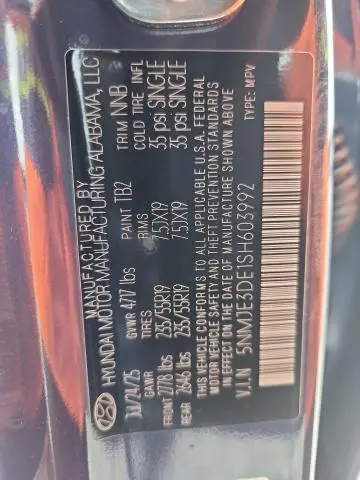 MANUFACTURED BY
HYUNDAI MOTOR MANUFACTURING ALABAMA, LLC
GVWR 4717 lbs PAINT TB2 TRIM NNB
GAWR TIRES RIMS COLD TIRE INFL
FRONT 2778 lbs 235/55R19 7.5JX19 35 psi SINGLE
REAR 2646 lbs 235/55R19 7.5JX19 35 psi SINGLE
THIS VEHICLE CONFORMS TO ALL APPLICABLE U.S.A. FEDERAL
MOTOR VEHICLE SAFETY AND THEFT PREVENTION STANDARDS
IN EFFECT ON THE DATE OF MANUFACTURE SHOWN ABOVE
V.I.N 5NMJE3DE1SH603992 TYPE: MPV